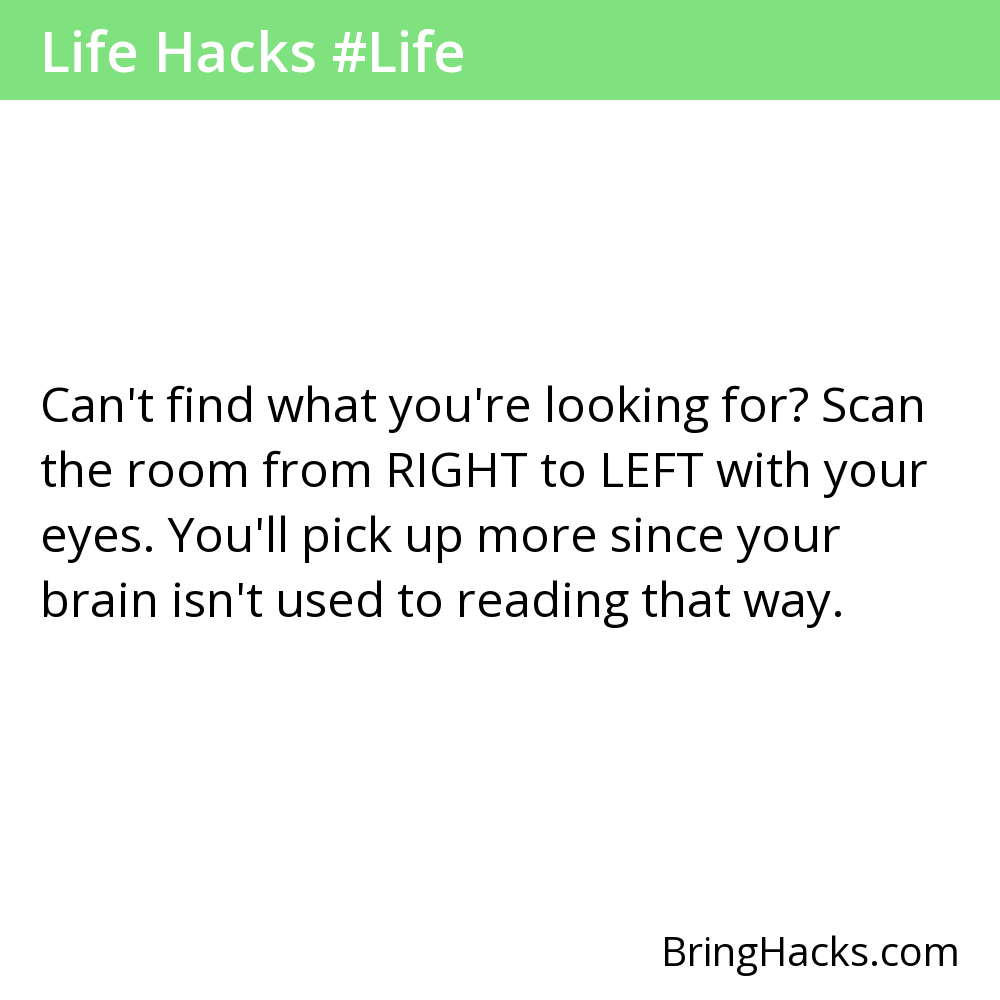 Life Hacks #Life
Can't find what you're looking for? Scan
the room from RIGHT to LEFT with your
eyes. You'll pick up more since your
brain isn't used to reading that way.
BringHacks.com